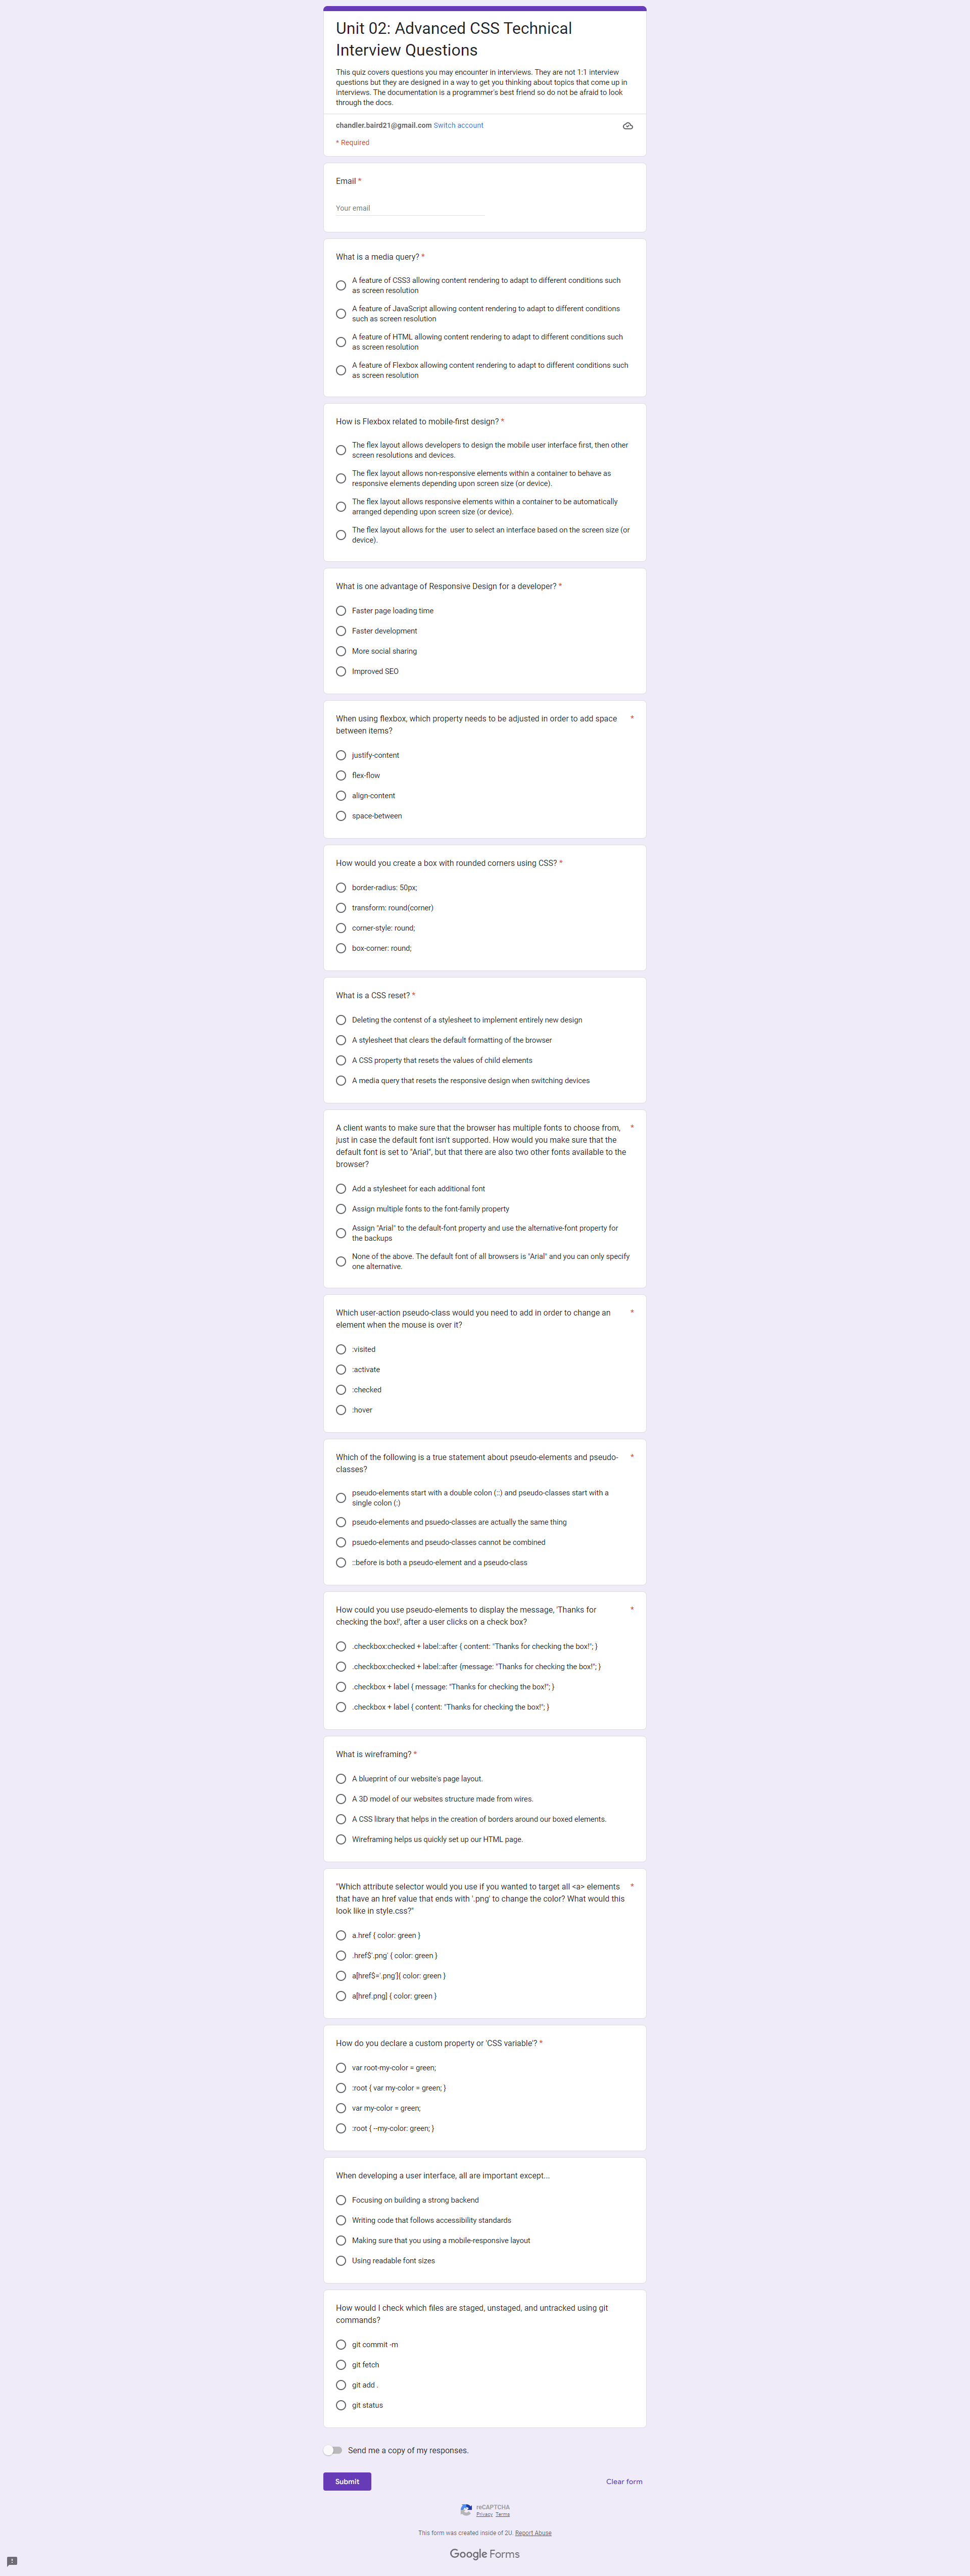 Unit 02: Advanced CSS Technical
Interview Questions
This quiz covers questions you may encounter in interviews. They are not 1:1 interview
questions but they are designed in a way to get you thinking about topics that come up in
interviews. The documentation is a programmer's best friend so do not be afraid to look
through the docs.
chandler.baird21@gmail.com Switch account
* Required
Email *
Your email
What is a media query? *
A feature of CSS3 allowing content rendering to adapt to different conditions such
as screen resolution
A feature of JavaScript allowing content rendering to adapt to different conditions
such as screen resolution
A feature of HTML allowing content rendering to adapt to different conditions such
as screen resolution
A feature of Flexbox allowing content rendering to adapt to different conditions such
as screen resolution
How is Flexbox related to mobile-first design? *
The flex layout allows developers to design the mobile user interface first, then other
screen resolutions and devices.
The flex layout allows non-responsive elements within a container to behave as
responsive elements depending upon screen size (or device).
The flex layout allows responsive elements within a container to be automatically
arranged depending upon screen size (or device).
The flex layout allows for the  user to select an interface based on the screen size (or
device).
What is one advantage of Responsive Design for a developer? *
Faster page loading time
Faster development
More social sharing
Improved SEO
When using flexbox, which property needs to be adjusted in order to add space *
between items?
justify-content
flex-flow
align-content
space-between
How would you create a box with rounded corners using CSS? *
border-radius: 50px;
transform: round(corner)
corner-style: round;
box-corner: round;
What is a CSS reset? *
Deleting the contenst of a stylesheet to implement entirely new design
A stylesheet that clears the default formatting of the browser
A CSS property that resets the values of child elements
A media query that resets the responsive design when switching devices
A client wants to make sure that the browser has multiple fonts to choose from, *
just in case the default font isn't supported. How would you make sure that the
default font is set to "Arial", but that there are also two other fonts available to the
browser?
Add a stylesheet for each additional font
Assign multiple fonts to the font-family property
Assign "Arial" to the default-font property and use the alternative-font property for
the backups
None of the above. The default font of all browsers is "Arial" and you can only specify
one alternative.
Which user-action pseudo-class would you need to add in order to change an *
element when the mouse is over it?
:visited
:activate
:checked
:hover
Which of the following is a true statement about pseudo-elements and pseudo- *
classes?
pseudo-elements start with a double colon (::) and pseudo-classes start with a
single colon (:)
pseudo-elements and psuedo-classes are actually the same thing
psuedo-elements and pseudo-classes cannot be combined
::before is both a pseudo-element and a pseudo-class
How could you use pseudo-elements to display the message, 'Thanks for *
checking the box!', after a user clicks on a check box?
.checkbox:checked + label::after { content: "Thanks for checking the box!"; }
.checkbox:checked + label::after {message: "Thanks for checking the box!"; }
.checkbox + label { message: "Thanks for checking the box!"; }
.checkbox + label { content: "Thanks for checking the box!"; }
What is wireframing? *
A blueprint of our website's page layout.
A 3D model of our websites structure made from wires.
A CSS library that helps in the creation of borders around our boxed elements.
Wireframing helps us quickly set up our HTML page.
"Which attribute selector would you use if you wanted to target all <a> elements *
that have an href value that ends with '.png' to change the color? What would this
look like in style.css?"
a.href { color: green }
.href$'.png' { color: green }
a[href$='.png']{ color: green }
a[href.png] { color: green }
How do you declare a custom property or 'CSS variable'? *
var root-my-color = green;
:root { var my-color = green; }
var my-color = green;
:root { --my-color: green; }
When developing a user interface, all are important except...
Focusing on building a strong backend
Writing code that follows accessibility standards
Making sure that you using a mobile-responsive layout
Using readable font sizes
How would I check which files are staged, unstaged, and untracked using git
commands?
git commit -m
git fetch
git add .
git status
Send me a copy of my responses.
Submit
Clear form
reCAPTCHA
Privacy Terms
This form was created inside of 2U. Report Abuse
Google Forms